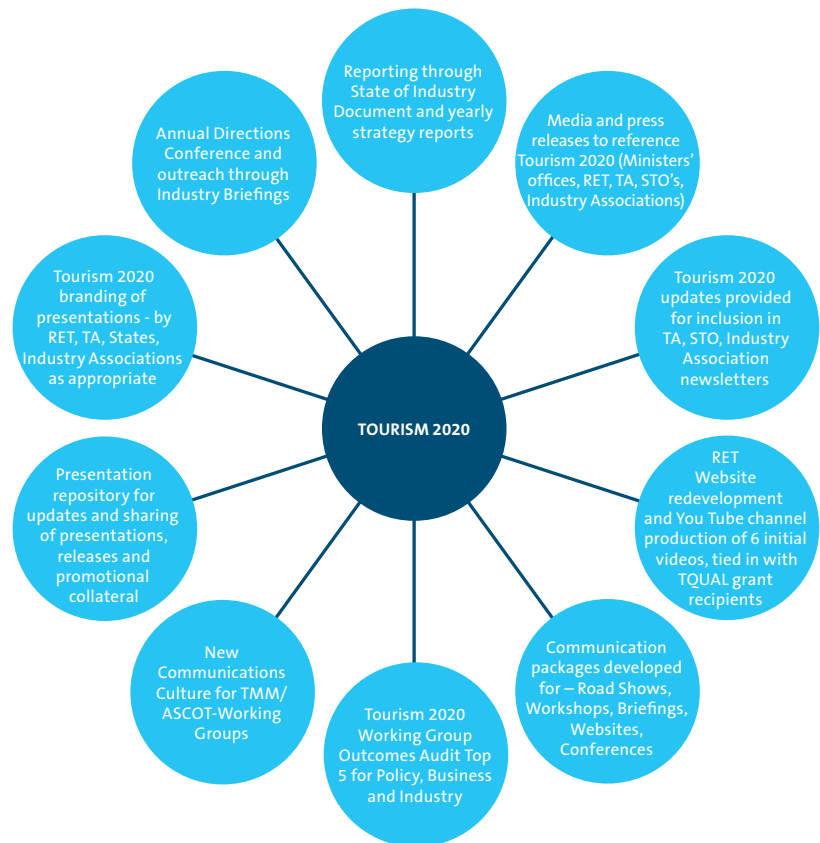 Reporting through
State of Industry
Document and yearly
strategy reports
Media and press
releases to reference
Tourism 2020 (Ministers’
offices, RET, TA, STO’s,
Industry Associations)
Tourism 2020
updates provided
for inclusion in
TA, STO, Industry
Association
newsletters
RET
Website
redevelopment
and You Tube channel
production of 6 initial
videos, tied in with
TQUAL grant
recipients
Communication
packages developed
for – Road Shows,
Workshops, Briefings,
Websites,
Conferences
Tourism 2020
Working Group
Outcomes Audit Top
5 for Policy, Business
and Industry
New
Communications
Culture for TMM/
ASCOT-Working
Groups
Presentation
repository for
updates and sharing
of presentations,
releases and
promotional
collateral
Tourism 2020
branding of
presentations - by
RET, TA, States,
Industry Associations
as appropriate
Annual Directions
Conference and
outreach through
Industry Briefings
TOURISM 2020